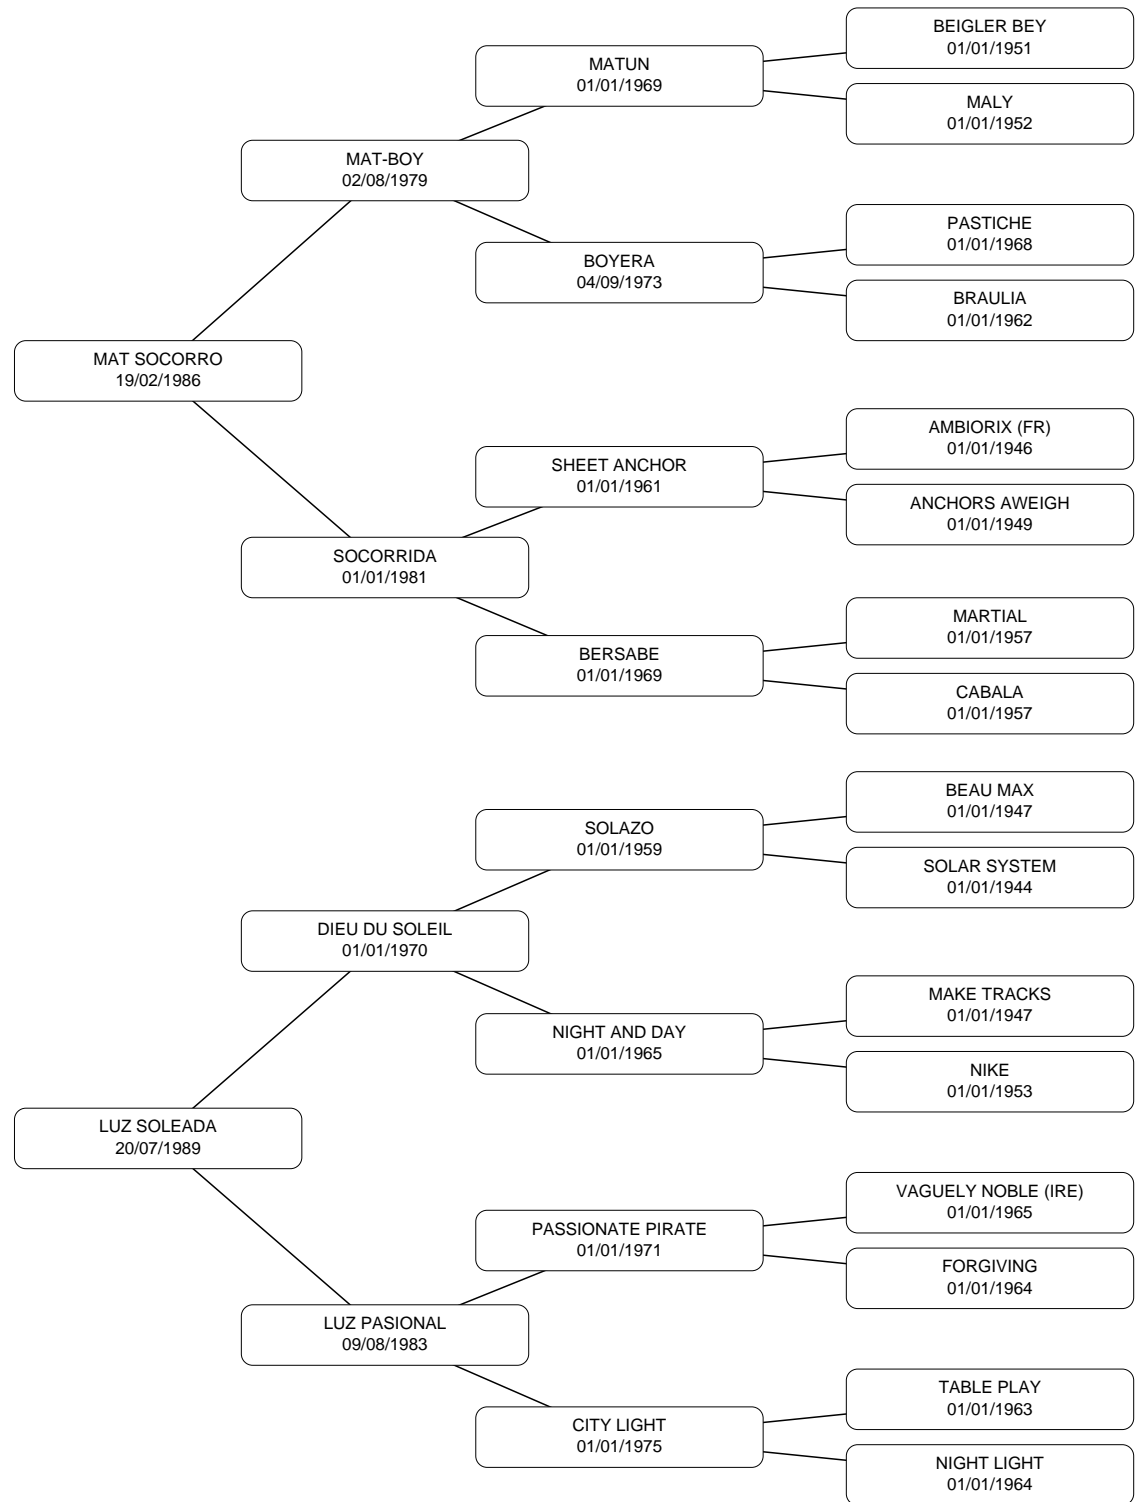 BEIGLER BEY
01/01/1951
MATUN
01/01/1969
MALY
01/01/1952
MAT-BOY
02/08/1979
PASTICHE
01/01/1968
BOYERA
04/09/1973
BRAULIA
01/01/1962
MAT SOCORRO
19/02/1986
AMBIORIX (FR)
01/01/1946
SHEET ANCHOR
01/01/1961
ANCHORS AWEIGH
01/01/1949
SOCORRIDA
01/01/1981
MARTIAL
01/01/1957
BERSABE
01/01/1969
CABALA
01/01/1957
BEAU MAX
01/01/1947
SOLAZO
01/01/1959
SOLAR SYSTEM
01/01/1944
DIEU DU SOLEIL
01/01/1970
MAKE TRACKS
01/01/1947
NIGHT AND DAY
01/01/1965
NIKE
01/01/1953
LUZ SOLEADA
20/07/1989
VAGUELY NOBLE (IRE)
01/01/1965
PASSIONATE PIRATE
01/01/1971
FORGIVING
01/01/1964
LUZ PASIONAL
09/08/1983
TABLE PLAY
01/01/1963
CITY LIGHT
01/01/1975
NIGHT LIGHT
01/01/1964